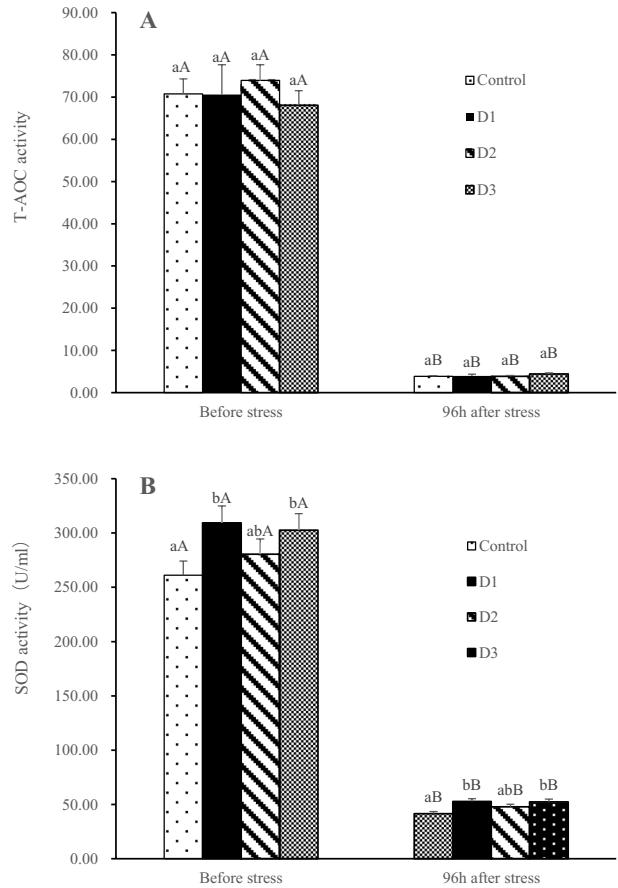 A
90.00
80.00
70.00
60.00
50.00
40.00
30.00
20.00
10.00
0.00
T-AOC activity
aA aA aA aA
aB aB aB aB
Control
D1
D2
D3
Before stress 96h after stress
B
350.00
300.00
250.00
200.00
150.00
100.00
50.00
0.00
SOD activity（U/ml）
aA bA abA bA
aB bB abB bB
Control
D1
D2
D3
Before stress 96h after stress